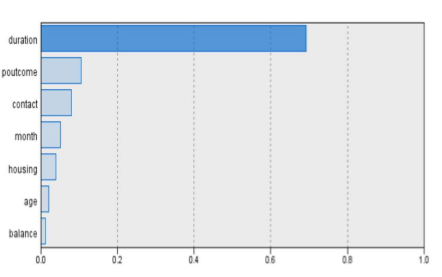 duration
poutcome
contact
month
housing
age
balance
0.0 0.2 0.4 0.6 0.8 1.0